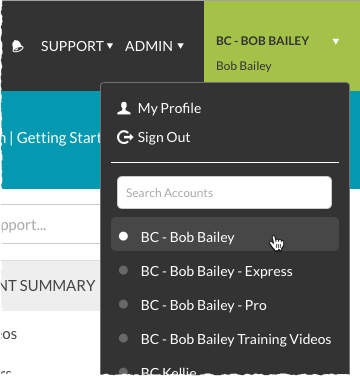 SUPPORT ▾ ADMIN ▾ BC - BOB BAILEY ▾
Bob Bailey
My Profile
| Getting Start
Sign Out
Search Accounts
pport...
BC - Bob Bailey
BC - Bob Bailey - Express
NT SUMMARY
BC - Bob Bailey - Pro
os
BC - Bob Bailey Training Videos
BC Kellie